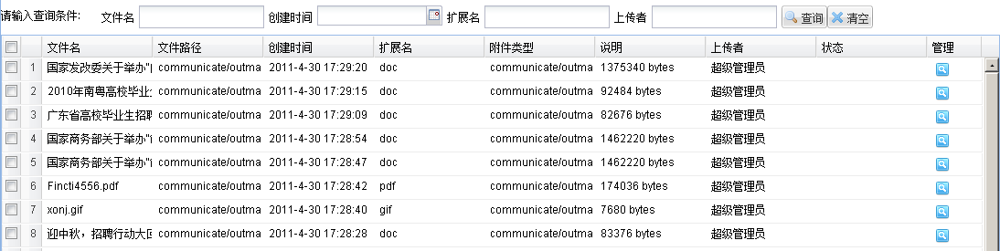 请输入查询条件: 文件名 创建时间 扩展名 上传者 查询 清空
文件名 文件路径 创建时间 扩展名 附件类型 说明 上传者 状态 管理
1 国家发改委关于举办" communicate/outma 2011-4-30 17:29:20 doc communicate/outma 1375340 bytes 超级管理员
2 2010年南粤高校毕业 communicate/outma 2011-4-30 17:29:15 doc communicate/outma 92484 bytes 超级管理员
3 广东省高校毕业生招聘 communicate/outma 2011-4-30 17:29:09 doc communicate/outma 82676 bytes 超级管理员
4 国家商务部关于举办" communicate/outma 2011-4-30 17:28:54 doc communicate/outma 1462220 bytes 超级管理员
5 国家商务部关于举办" communicate/outma 2011-4-30 17:28:47 doc communicate/outma 1462220 bytes 超级管理员
6 Fincti4556.pdf communicate/outma 2011-4-30 17:28:42 pdf communicate/outma 174036 bytes 超级管理员
7 xonj.gif communicate/outma 2011-4-30 17:28:40 gif communicate/outma 7680 bytes 超级管理员
8 迎中秋，招聘行动大回 communicate/outma 2011-4-30 17:28:28 doc communicate/outma 83376 bytes 超级管理员